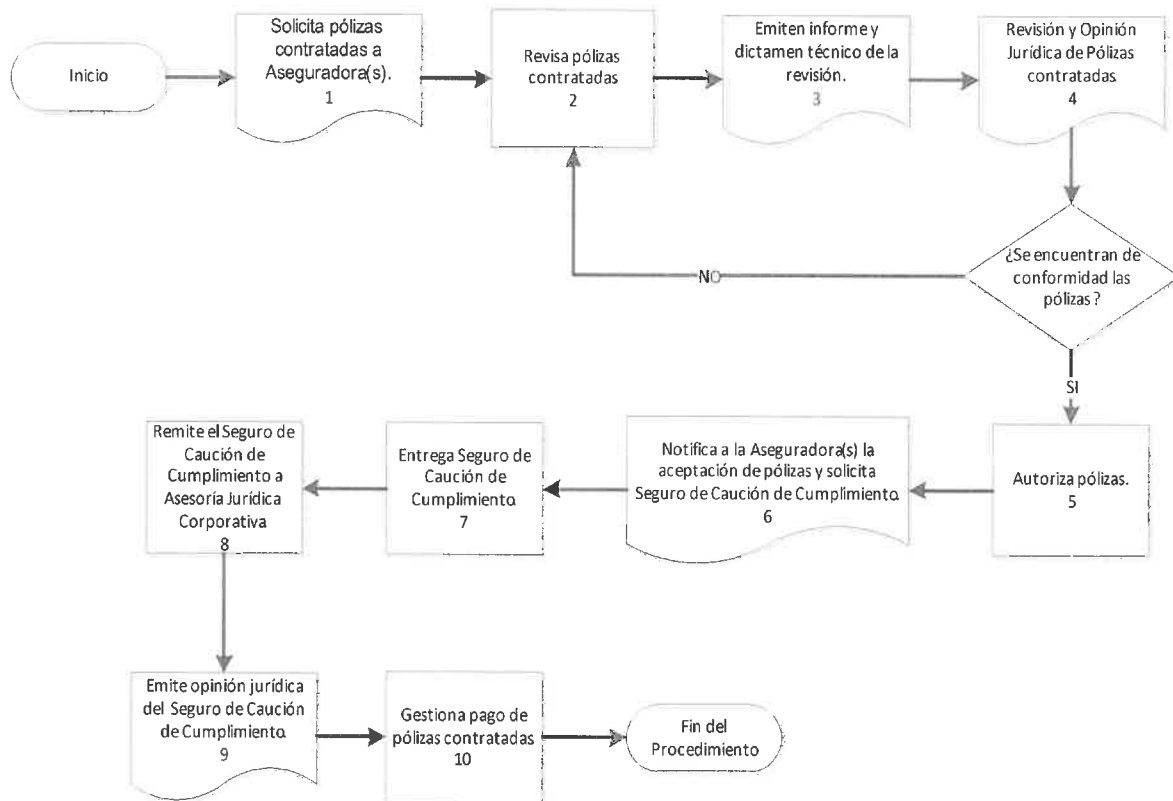 Inicio
Solicita pólizas
contratadas a
Aseguradora(s).
1
Revisa pólizas
contratadas
2
Emiten informe y
dictamen técnico de la
revisión.
3
Revisión y Opinión
Jurídica de Pólizas
contratadas
4
¿Se encuentran de
conformidad las
pólizas?
NO
SI
Autoriza pólizas.
5
Notifica a la Aseguradora(s) la
aceptación de pólizas y solicita
Seguro de Caución de Cumplimiento.
6
Entrega Seguro de
Caución de
Cumplimiento.
7
Remite el Seguro de
Caución de
Cumplimiento a
Asesoría Jurídica
Corporativa
8
Emite opinión jurídica
del Seguro de Caución
de Cumplimiento.
9
Gestiona pago de
pólizas contratadas
10
Fin del
Procedimiento